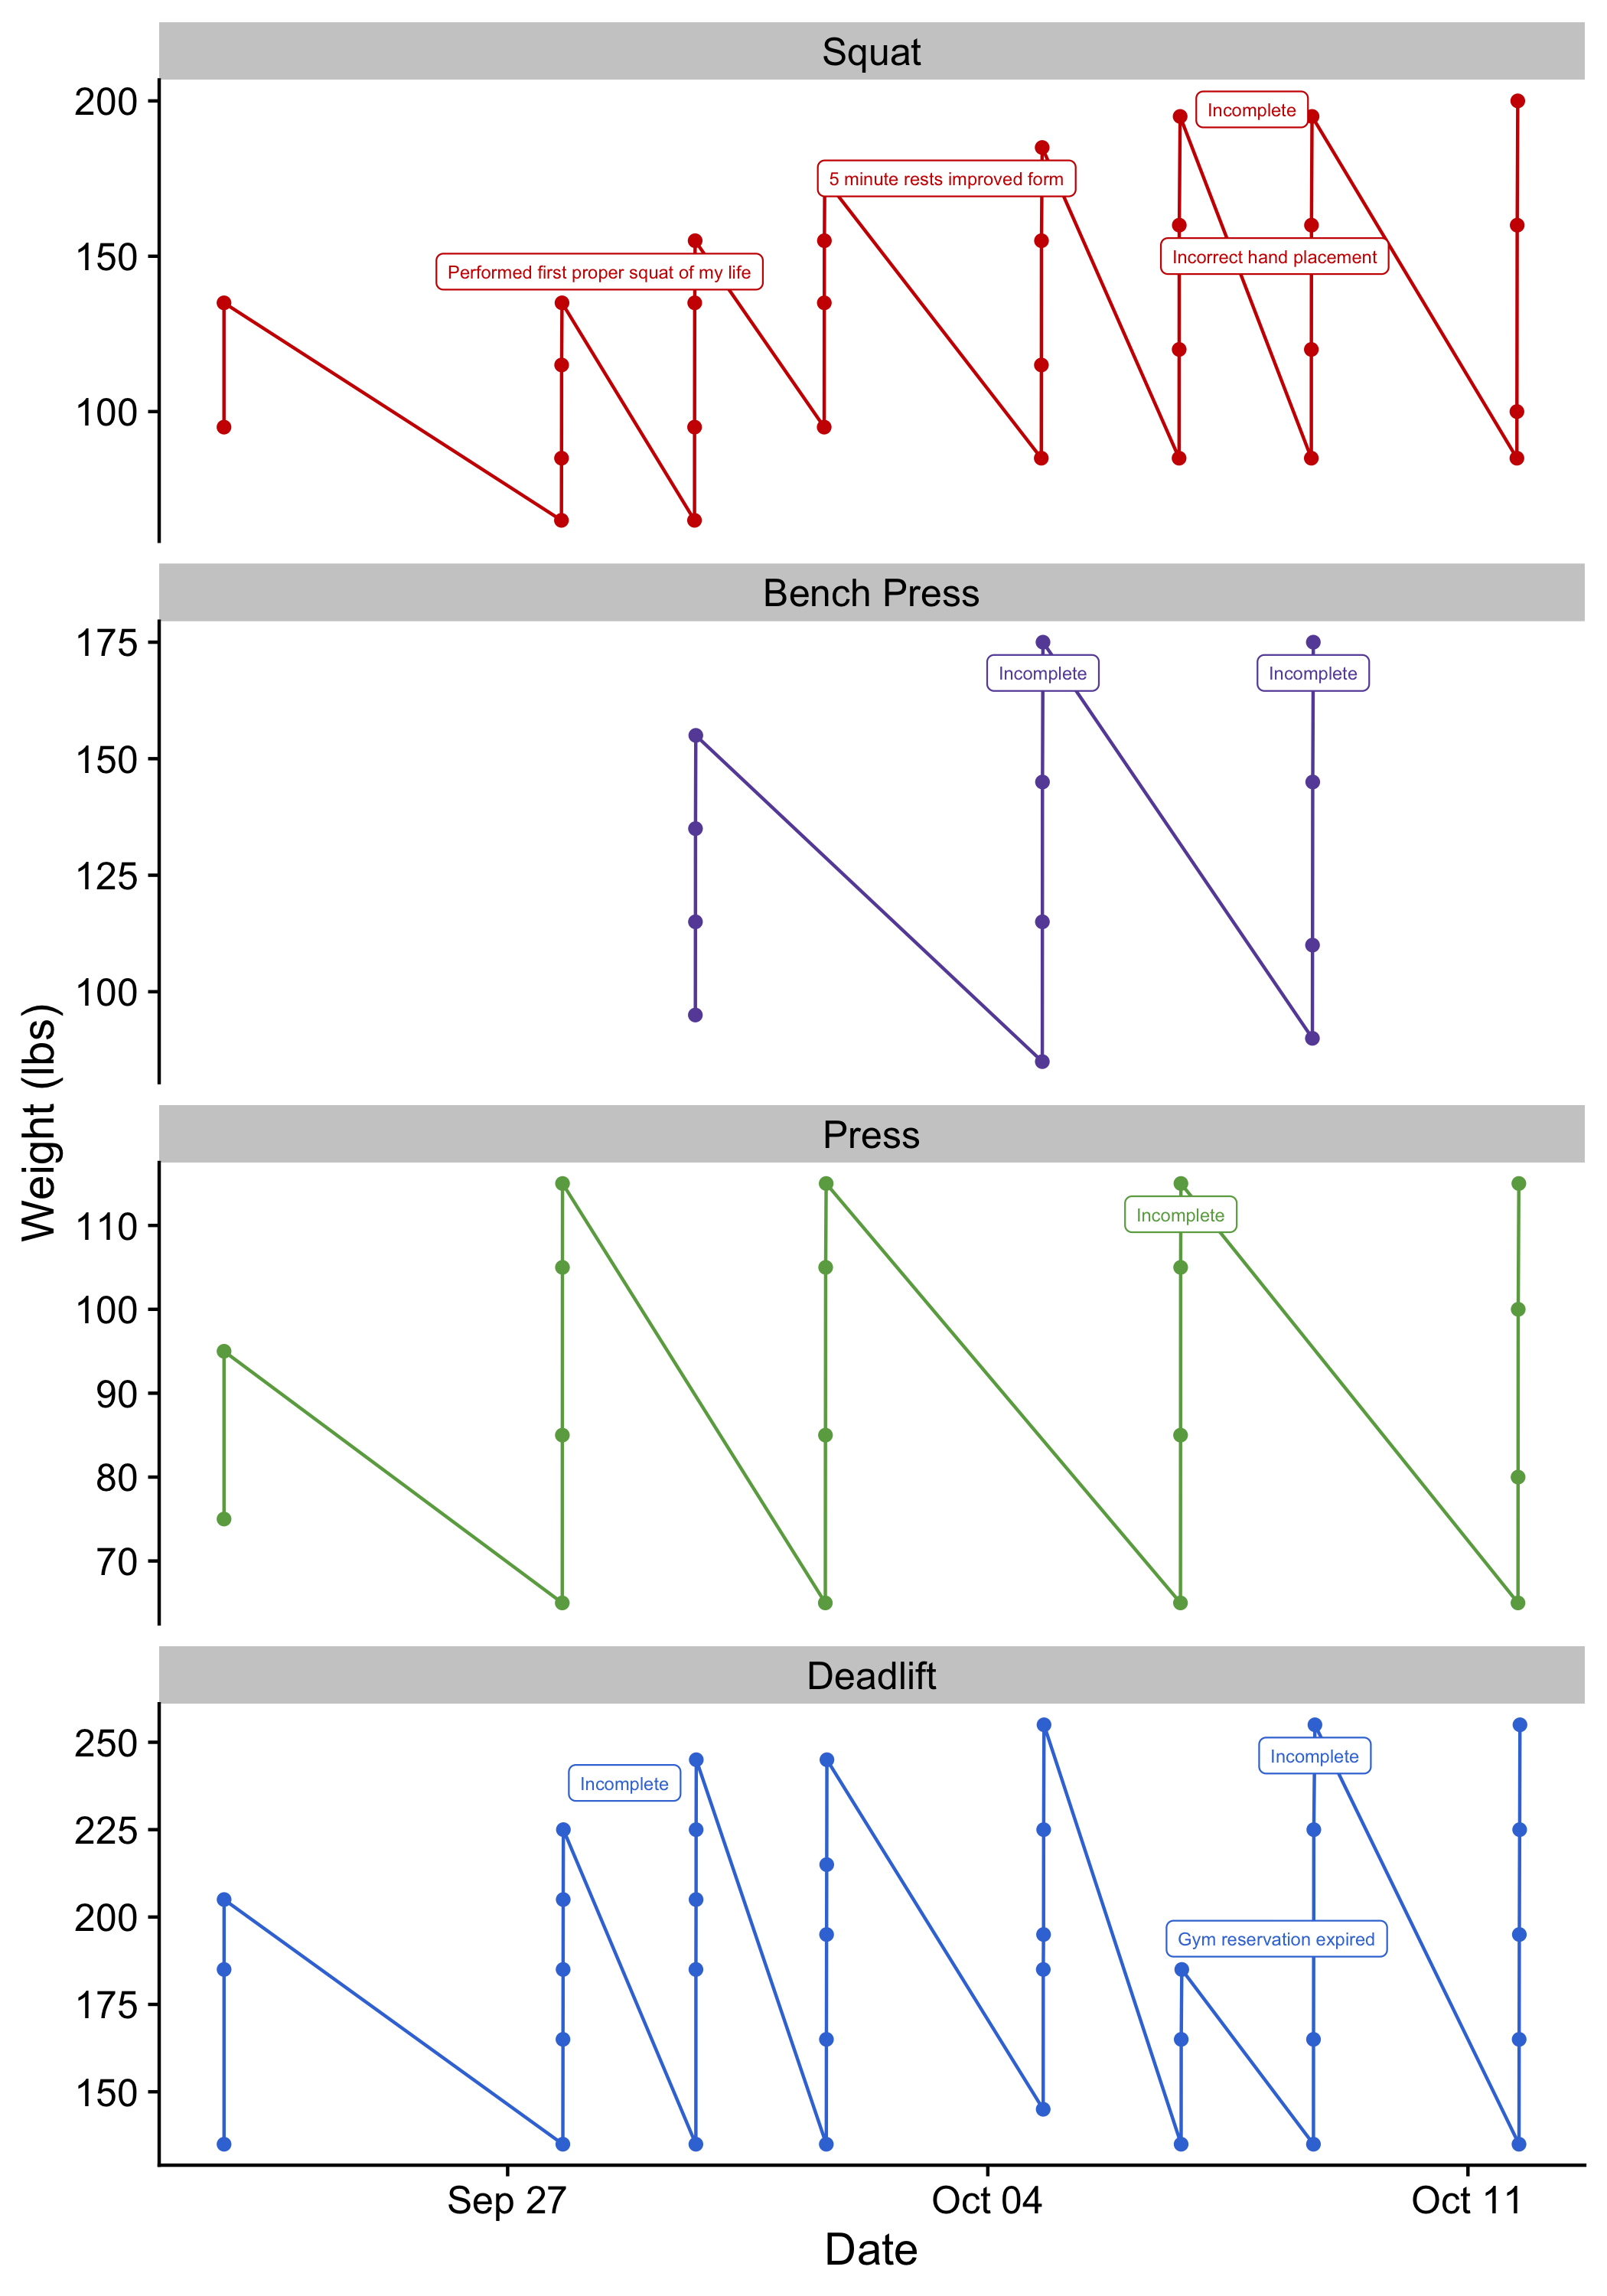 Squat
200
150
100
Incomplete
5 minute rests improved form
Incorrect hand placement
Performed first proper squat of my life
Bench Press
175
150
125
100
Incomplete
Incomplete
Weight (lbs)
Press
110
100
90
80
70
Incomplete
Deadlift
250
225
200
175
150
Incomplete
Incomplete
Gym reservation expired
Sep 27
Oct 04
Oct 11
Date